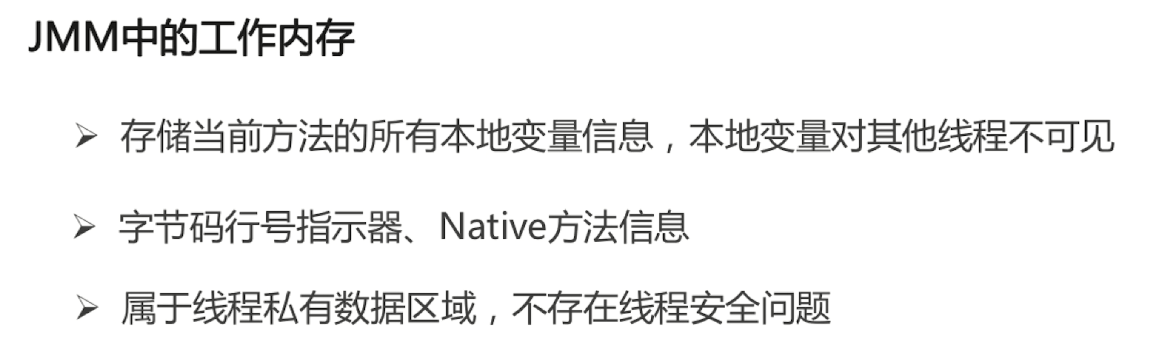 JMM中的工作内存
存储当前方法的所有本地变量信息，本地变量对其他线程不可见
字节码行号指示器、Native方法信息
属于线程私有数据区域，不存在线程安全问题